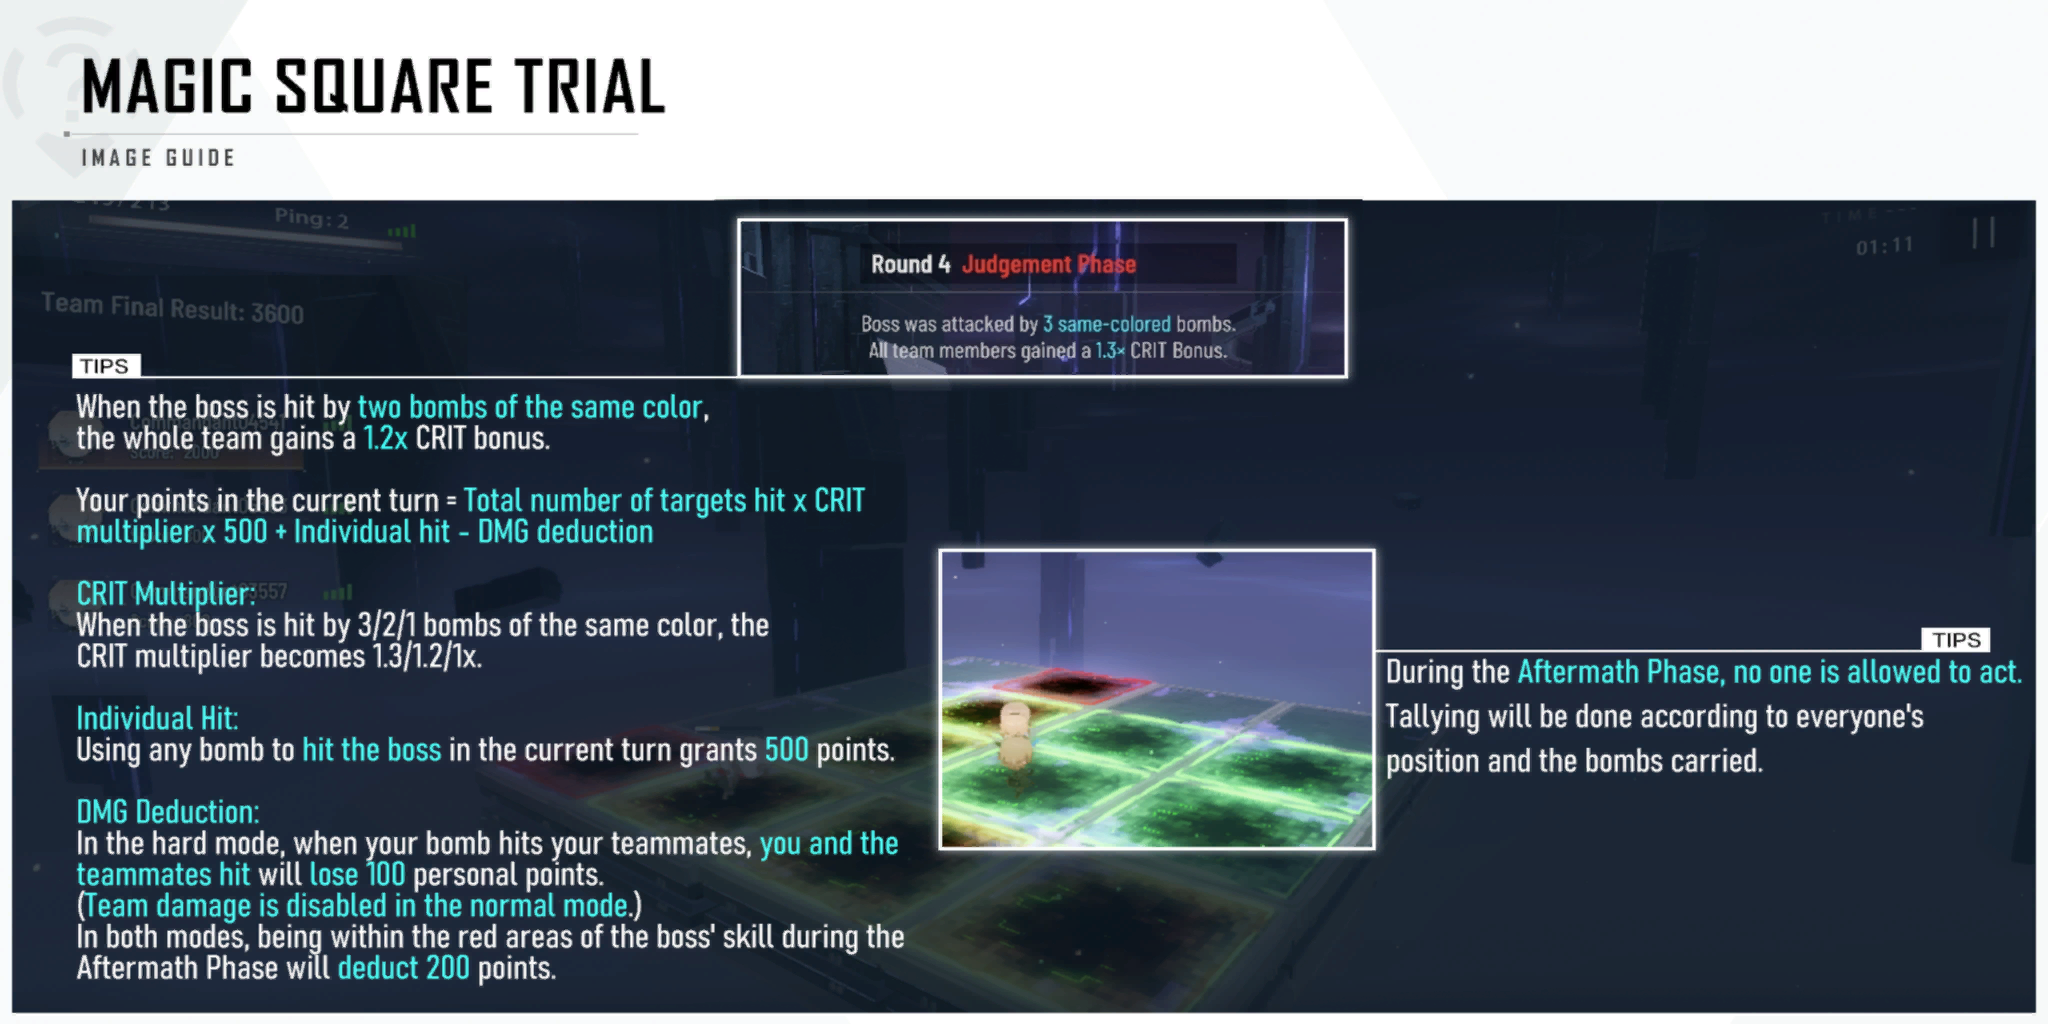 MAGIC SQUARE TRIAL
IMAGE GUIDE
Ping: 2
TIME
01:11
Team Final Result: 3600
Round 4 Judgement Phase
Boss was attacked by 3 same-colored bombs.
All team members gained a 1.3× CRIT Bonus.
TIPS
When the boss is hit by two bombs of the same color,
the whole team gains a 1.2x CRIT bonus.
Your points in the current turn = Total number of targets hit x CRIT
multiplier x 500 + Individual hit - DMG deduction
CRIT Multiplier:
When the boss is hit by 3/2/1 bombs of the same color, the
CRIT multiplier becomes 1.3/1.2/1x.
Individual Hit:
Using any bomb to hit the boss in the current turn grants 500 points.
DMG Deduction:
In the hard mode, when your bomb hits your teammates, you and the
teammates hit will lose 100 personal points.
(Team damage is disabled in the normal mode.)
In both modes, being within the red areas of the boss' skill during the
Aftermath Phase will deduct 200 points.
TIPS
During the Aftermath Phase, no one is allowed to act.
Tallying will be done according to everyone's
position and the bombs carried.